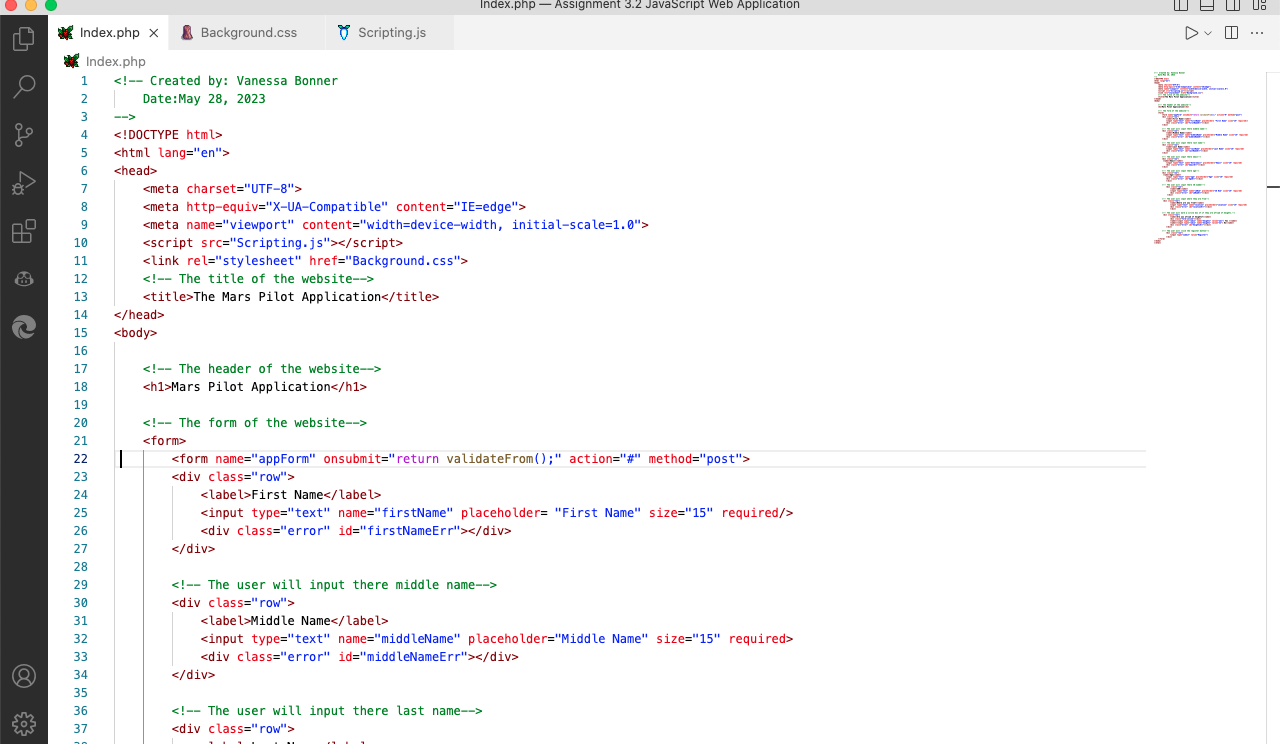 Index.php — Assignment 3.2 JavaScript Web Application
Index.php
Background.css
Scripting.js
Index.php
1 <!-- Created by: Vanessa Bonner
2 Date:May 28, 2023
3 -->
4 <!DOCTYPE html>
5 <html lang="en">
6 <head>
7 <meta charset="UTF-8">
8 <meta http-equiv="X-UA-Compatible" content="IE=edge">
9 <meta name="viewport" content="width=device-width, initial-scale=1.0">
10 <script src="Scripting.js"></script>
11 <link rel="stylesheet" href="Background.css">
12 <!-- The title of the website-->
13 <title>The Mars Pilot Application</title>
14 </head>
15 <body>
16
17 <!-- The header of the website-->
18 <h1>Mars Pilot Application</h1>
19
20 <!-- The form of the website-->
21 <form>
22 <form name="appForm" onsubmit="return validateFrom();" action="#" method="post">
23 <div class="row">
24 <label>First Name</label>
25 <input type="text" name="firstName" placeholder= "First Name" size="15" required/>
26 <div class="error" id="firstNameErr"></div>
27 </div>
28
29 <!-- The user will input there middle name-->
30 <div class="row">
31 <label>Middle Name</label>
32 <input type="text" name="middleName" placeholder="Middle Name" size="15" required>
33 <div class="error" id="middleNameErr"></div>
34 </div>
35
36 <!-- The user will input there last name-->
37 <div class="row">